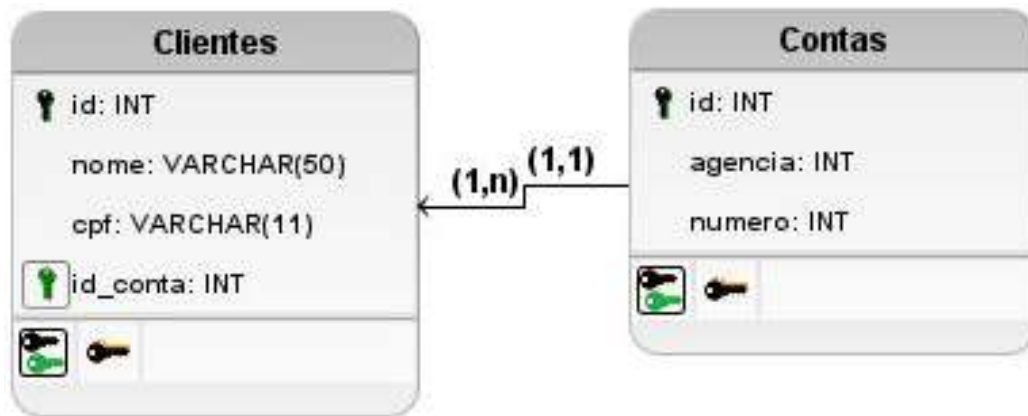 Clientes
id: INT
nome: VARCHAR(50)
cpf: VARCHAR(11)
id_conta: INT
(1,n)
(1,1)
Contas
id: INT
agencia: INT
numero: INT